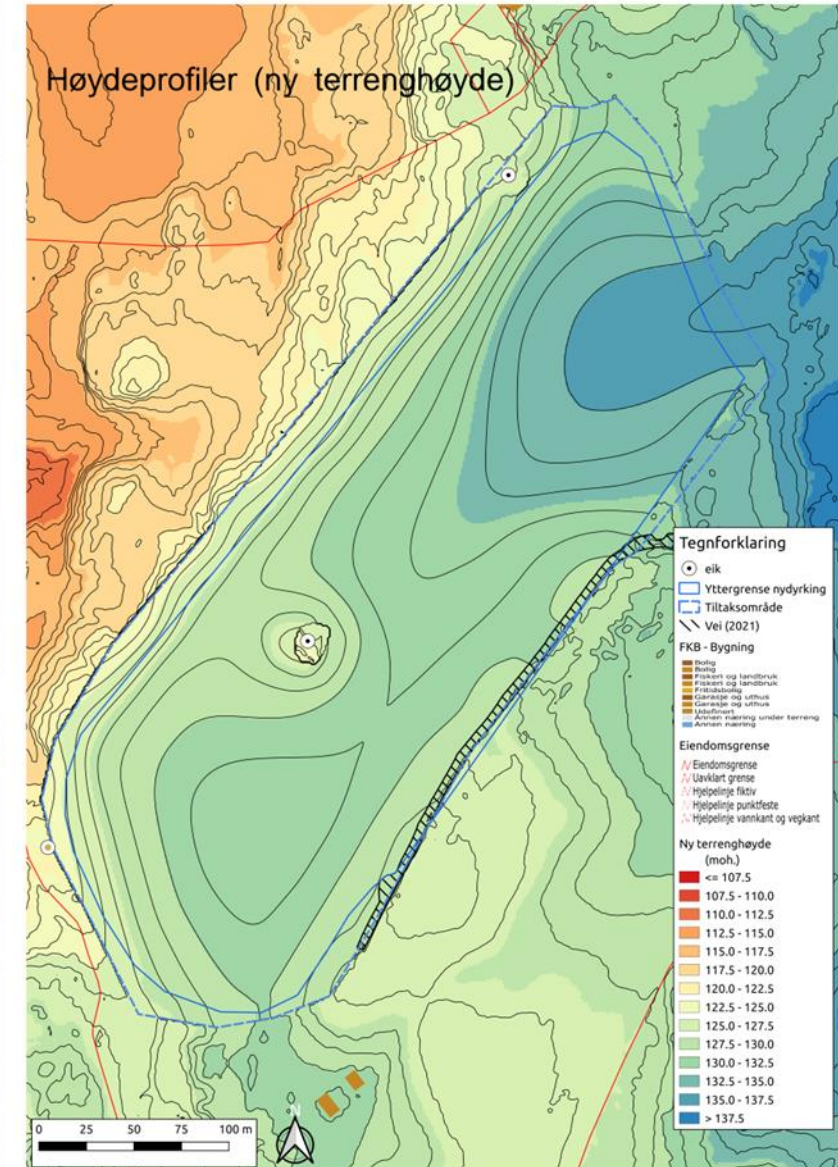 Høydeprofiler (ny terrenghøyde)
Tegnforklaring
eik
Yttergrense nydyrking
Tiltaksområde
Vei (2021)
FKB - Bygning
Bolig
Bolig
Fiskeri og landbruk
Fiskeri og landbruk
Fritidsbolig
Garasje og uthus
Garasje og uthus
Udefinert
Annen næring under terreng
Annen næring
Eiendomsgrense
Eiendomsgrense
Uavklart grense
Hjelpelinje fiktiv
Hjelpelinje punktfeste
Hjelpelinje vannkant og vegkant
Ny terrenghøyde
(moh.)
<= 107.5
107.5 - 110.0
110.0 - 112.5
112.5 - 115.0
115.0 - 117.5
117.5 - 120.0
120.0 - 122.5
122.5 - 125.0
125.0 - 127.5
127.5 - 130.0
130.0 - 132.5
132.5 - 135.0
135.0 - 137.5
> 137.5
N
0 25 50 75 100 m